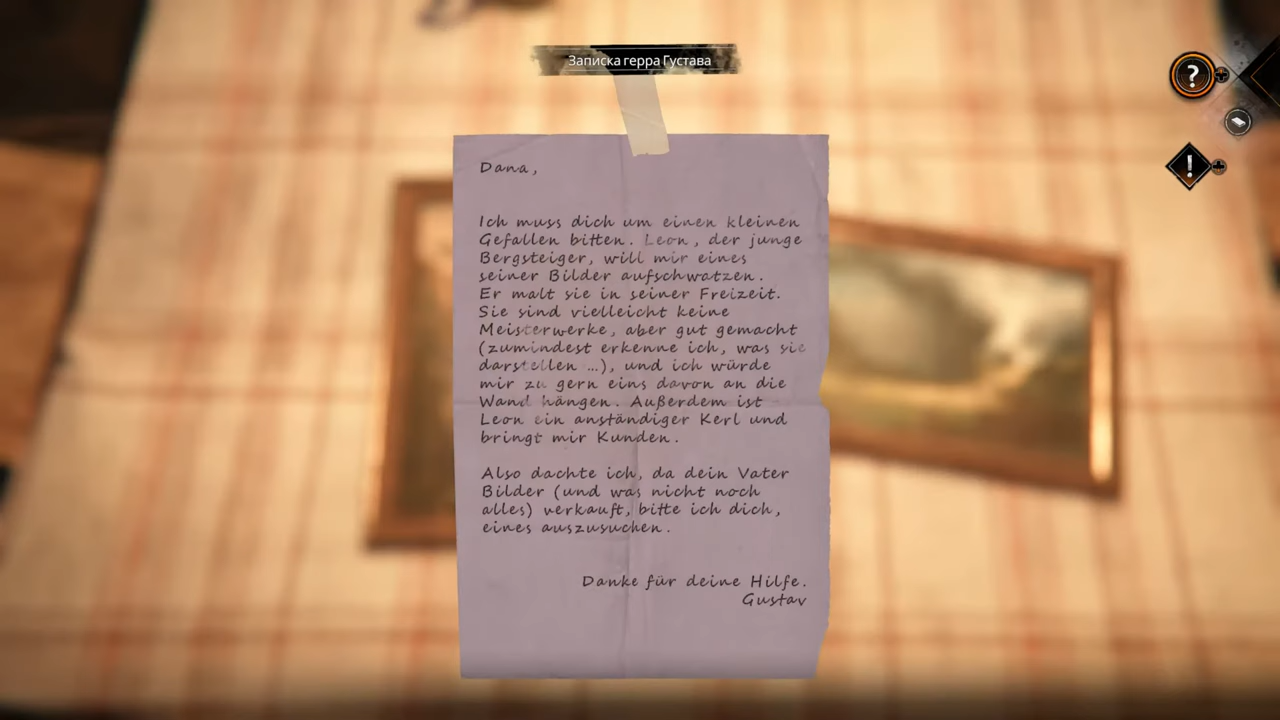 Записка герра Густава
Dana,
Ich muss dich um einen kleinen
Gefallen bitten. Leon, der junge
Bergsteiger, will mir eines
seiner Bilder aufschwatzen.
Er malt sie in seiner Freizeit.
Sie sind vielleicht keine
Meisterwerke, aber gut gemacht
(zumindest erkenne ich, was sie
darstellen ...), und ich würde
mir zu gern eins davon an die
Wand hängen. Außerdem ist
Leon ein anständiger Kerl und
bringt mir Kunden.
Also dachte ich, da dein Vater
Bilder (und was nicht noch
alles) verkauft, bitte ich dich,
eines auszusuchen.
Danke für deine Hilfe.
Gustav